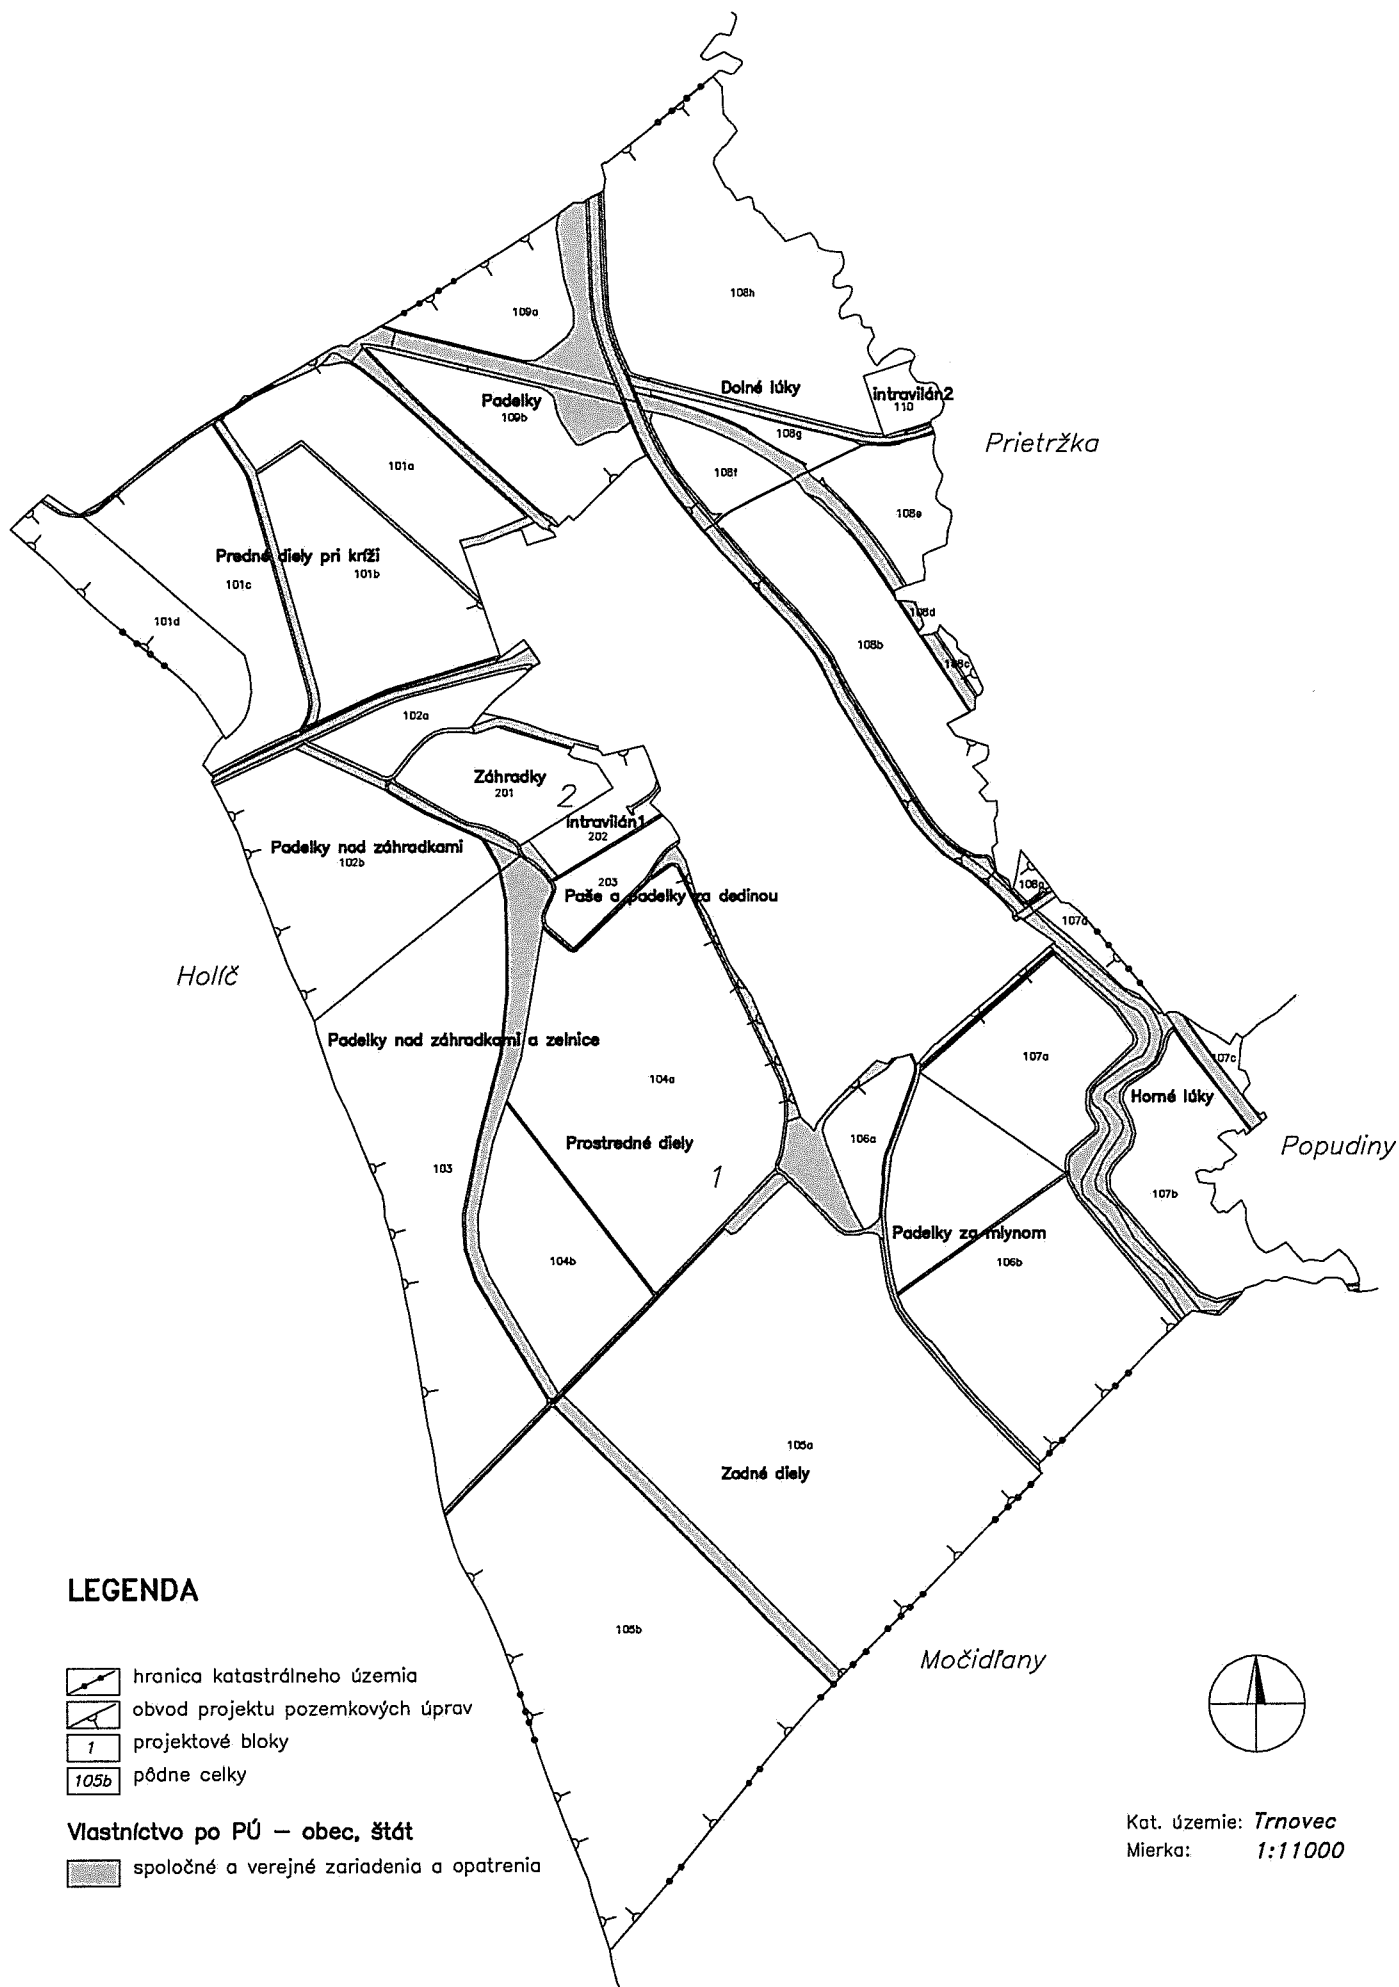 108h
109a
Dolné lúky
intravilán2
110
Padelky
109b
108g
Prietržka
101a
108f
108e
Predné diely pri kríži
101c
101b
101d
108d
108b
108c
102a
Záhradky
201
2
intravilán1
202
Padelky nad záhradkami
102b
203
Paše a padelky za dedinou
108a
107d
Holíč
Padelky nad záhradkami a zelnice
104a
107a
107c
Horné lúky
Prostredné diely
106a
Popudiny
103
1
107b
Padelky za mlynom
104b
106b
105a
Zadné diely
LEGENDA
105b
Močidľany
hranica katastrálneho územia
obvod projektu pozemkových úprav
1 projektové bloky
105b pôdne celky
Vlastníctvo po PÚ – obec, štát
spoločné a verejné zariadenia a opatrenia
Kat. územie: Trnovec
Mierka: 1:11000